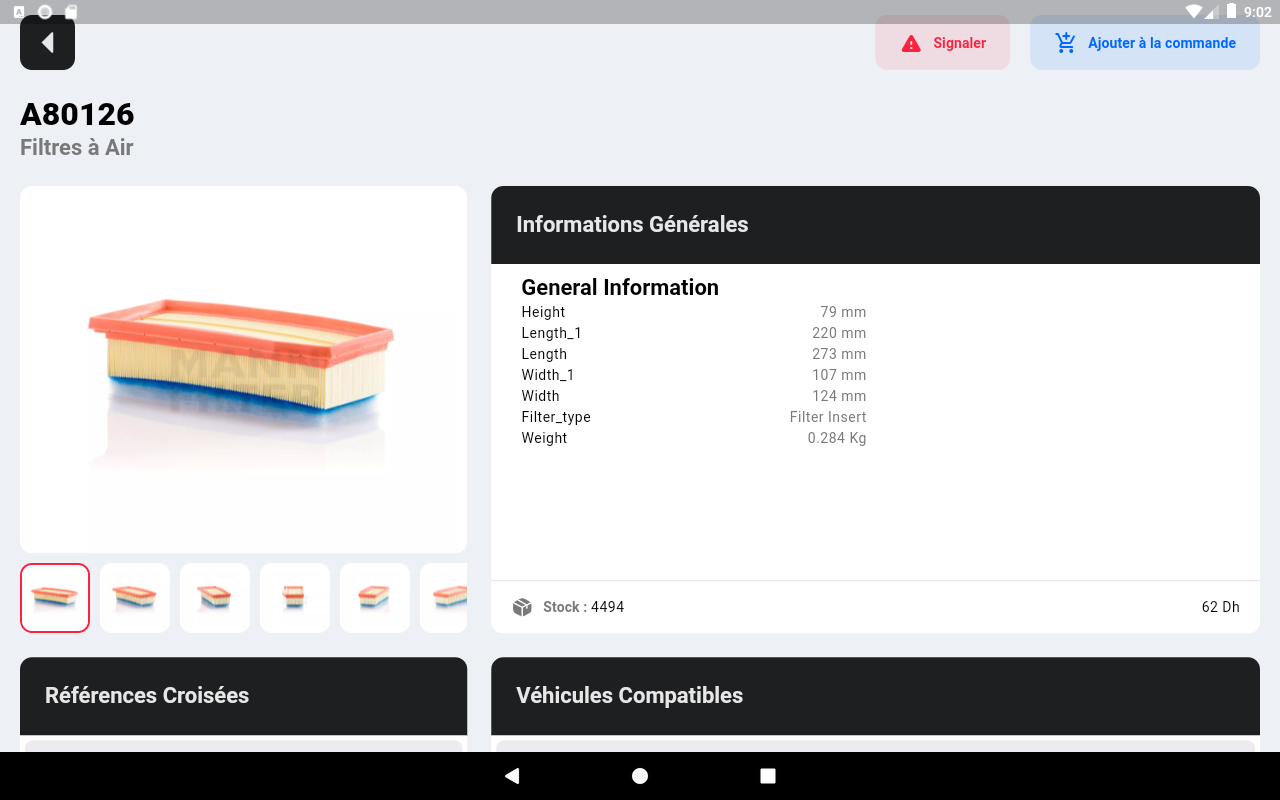 9:02
Signaler
Ajouter à la commande
A80126
Filtres à Air
MANN
FILTER
Informations Générales
General Information
Height 79 mm
Length_1 220 mm
Length 273 mm
Width_1 107 mm
Width 124 mm
Filter_type Filter Insert
Weight 0.284 Kg
Stock : 4494
62 Dh
Références Croisées
Véhicules Compatibles